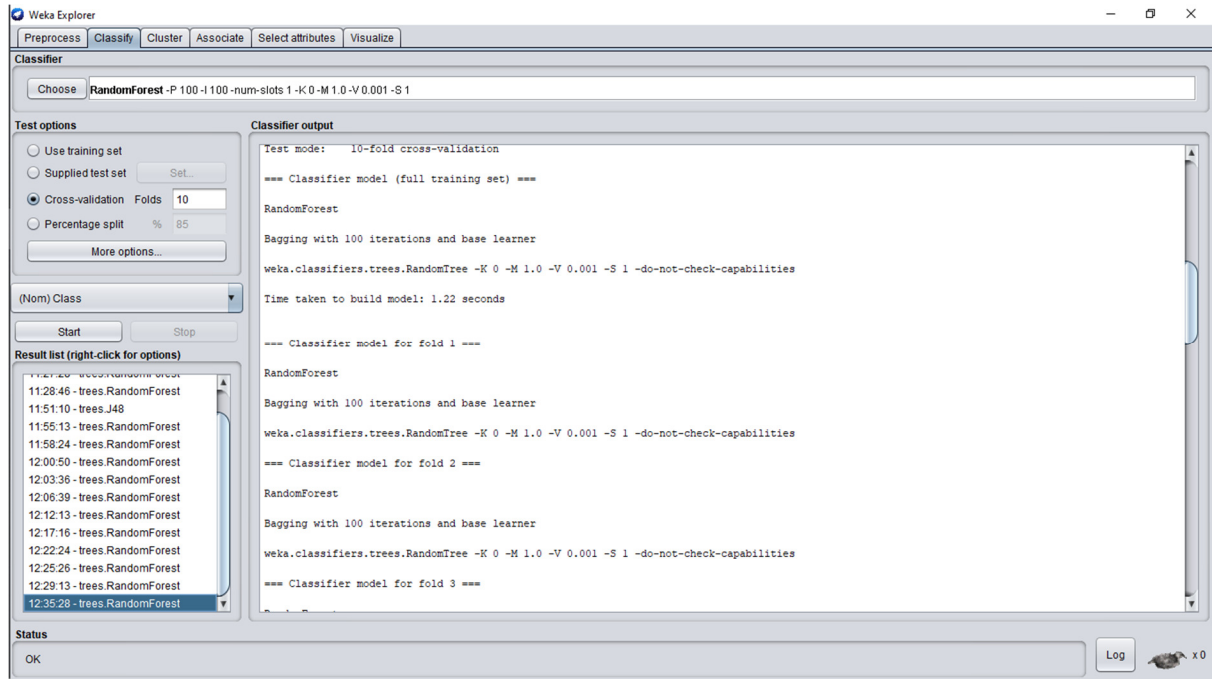 Weka Explorer
Preprocess Classify Cluster Associate Select attributes Visualize
Classifier
Choose RandomForest -P 100 -I 100 -num-slots 1 -K 0 -M 1.0 -V 0.001 -S 1
Test options
Use training set
Supplied test set Set...
Cross-validation Folds 10
Percentage split % 85
More options...
(Nom) Class
Start Stop
Result list (right-click for options)
11:28:46 - trees.RandomForest
11:51:10 - trees.J48
11:55:13 - trees.RandomForest
11:58:24 - trees.RandomForest
12:00:50 - trees.RandomForest
12:03:36 - trees.RandomForest
12:06:39 - trees.RandomForest
12:12:13 - trees.RandomForest
12:17:16 - trees.RandomForest
12:22:24 - trees.RandomForest
12:25:26 - trees.RandomForest
12:29:13 - trees.RandomForest
12:35:28 - trees.RandomForest
Classifier output
Test mode: 10-fold cross-validation
=== Classifier model (full training set) ===
RandomForest
Bagging with 100 iterations and base learner
weka.classifiers.trees.RandomTree -K 0 -M 1.0 -V 0.001 -S 1 -do-not-check-capabilities
Time taken to build model: 1.22 seconds
=== Classifier model for fold 1 ===
RandomForest
Bagging with 100 iterations and base learner
weka.classifiers.trees.RandomTree -K 0 -M 1.0 -V 0.001 -S 1 -do-not-check-capabilities
=== Classifier model for fold 2 ===
RandomForest
Bagging with 100 iterations and base learner
weka.classifiers.trees.RandomTree -K 0 -M 1.0 -V 0.001 -S 1 -do-not-check-capabilities
=== Classifier model for fold 3 ===
Status
OK
Log x 0